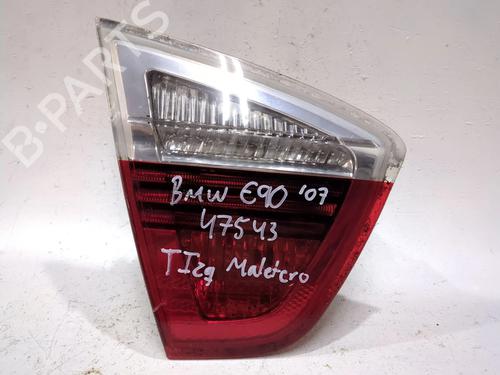 B-PARTS
BMW E90 '07
47543
TIzq Maletero